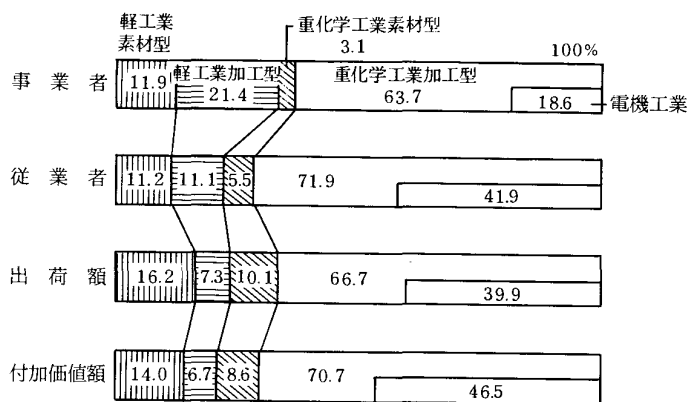 軽工業
素材型
重化学工業素材型
3.1
100%
事業者
11.9
軽工業加工型
21.4
重化学工業加工型
63.7
18.6
電機工業
従業者
11.2
11.1
5.5
71.9
41.9
出荷額
16.2
7.3
10.1
66.7
39.9
付加価値額
14.0
6.7
8.6
70.7
46.5